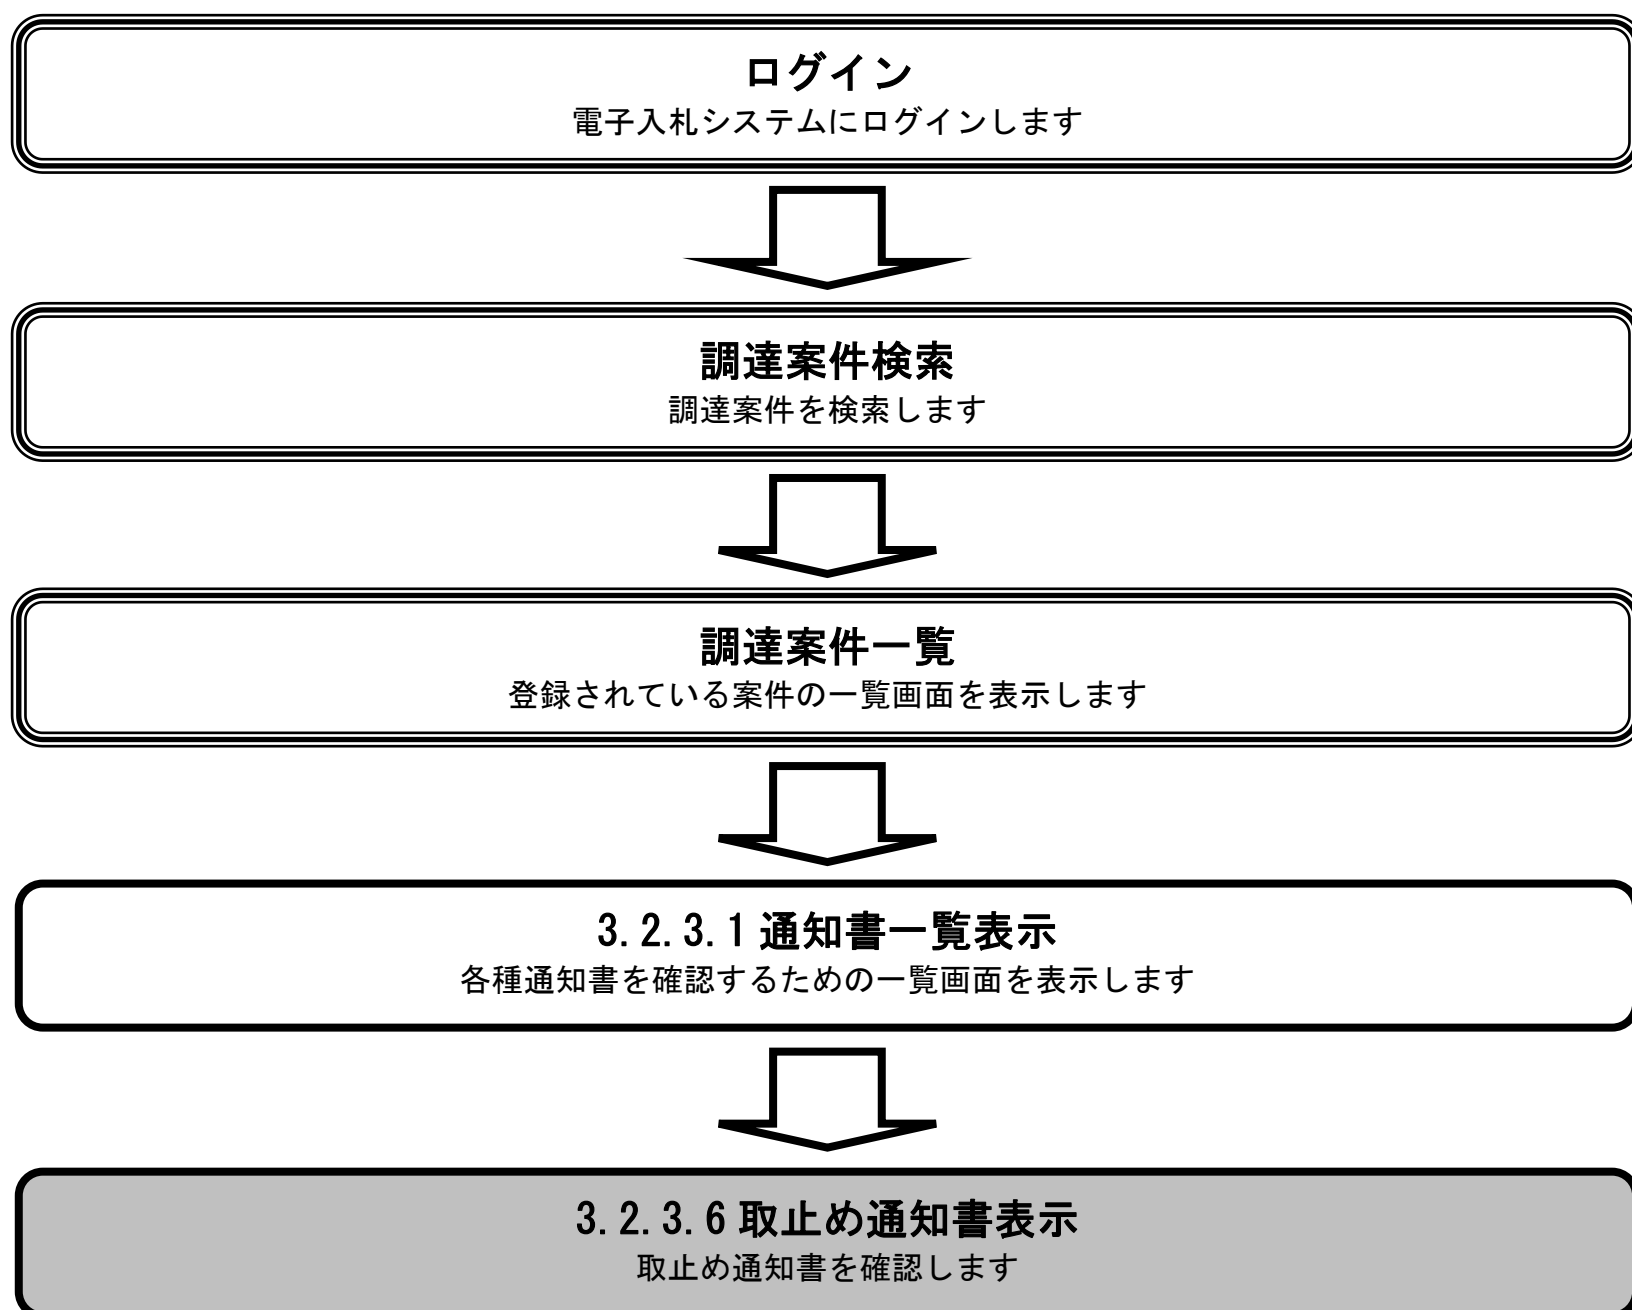 ログイン
電子入札システムにログインします
調達案件検索
調達案件を検索します
調達案件一覧
登録されている案件の一覧画面を表示します
3.2.3.1 通知書一覧表示
各種通知書を確認するための一覧画面を表示します
3.2.3.6 取止め通知書表示
取止め通知書を確認します